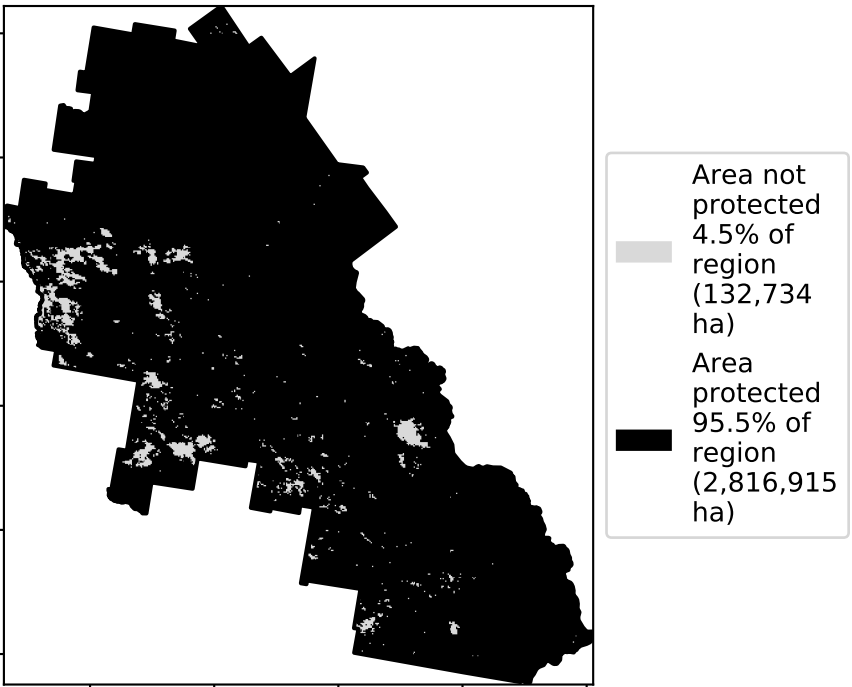 Area not
protected
4.5% of
region
(132,734
ha)
Area
protected
95.5% of
region
(2,816,915
ha)